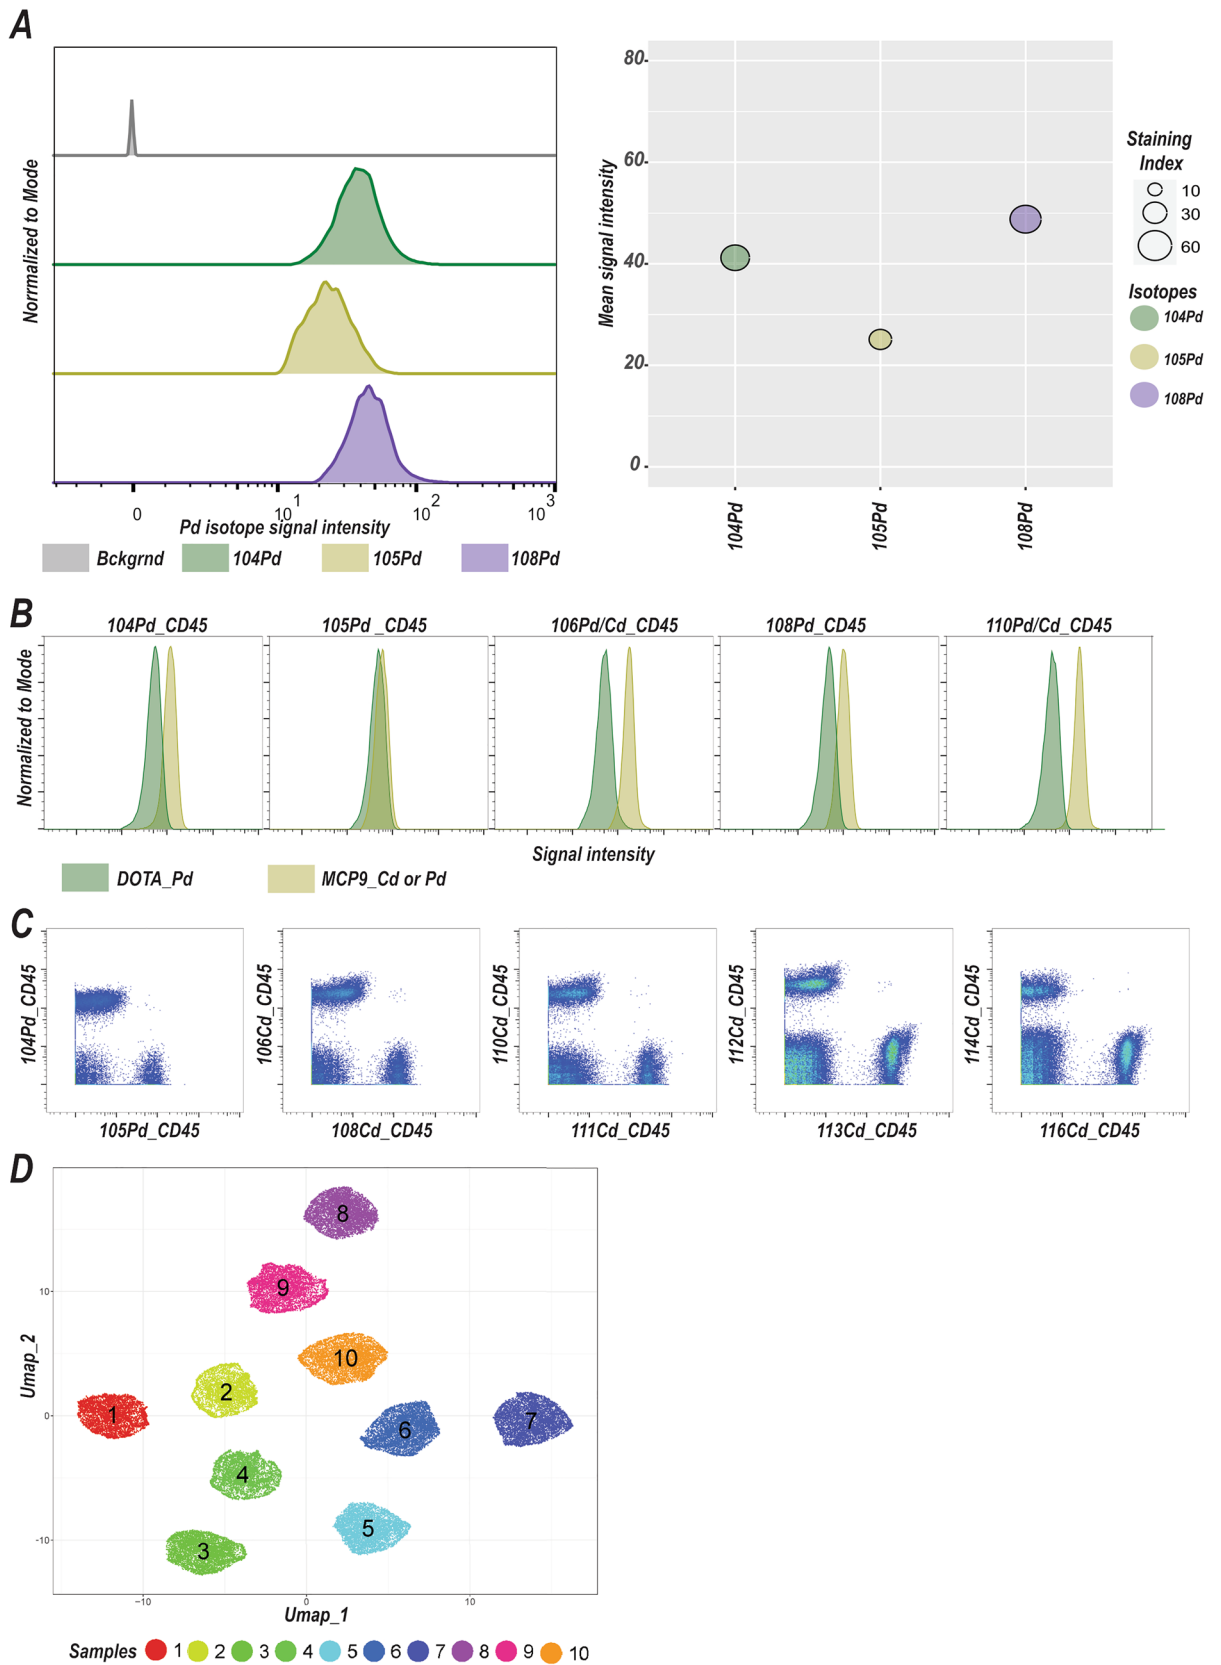 A
Norrmalized to Mode
0
10 1
10 2
10 3
Pd isotope signal intensity
Bckgrnd
104Pd
105Pd
108Pd
Mean signal intensity
80
60
40
20
0
104Pd
105Pd
108Pd
Staining
Index
10
30
60
Isotopes
104Pd
105Pd
108Pd
B
104Pd_CD45
105Pd _CD45
106Pd/Cd_CD45
108Pd_CD45
110Pd/Cd_CD45
Normalized to Mode
Signal intensity
DOTA_Pd
MCP9_Cd or Pd
C
104Pd_CD45
105Pd_CD45
106Cd_CD45
108Cd_CD45
110Cd_CD45
111Cd_CD45
112Cd_CD45
113Cd_CD45
114Cd_CD45
116Cd_CD45
D
Umap_2
10
0
-10
8
9
10
2
1
6
7
4
5
3
-10
0
10
Umap_1
Samples 1 2 3 4 5 6 7 8 9 10